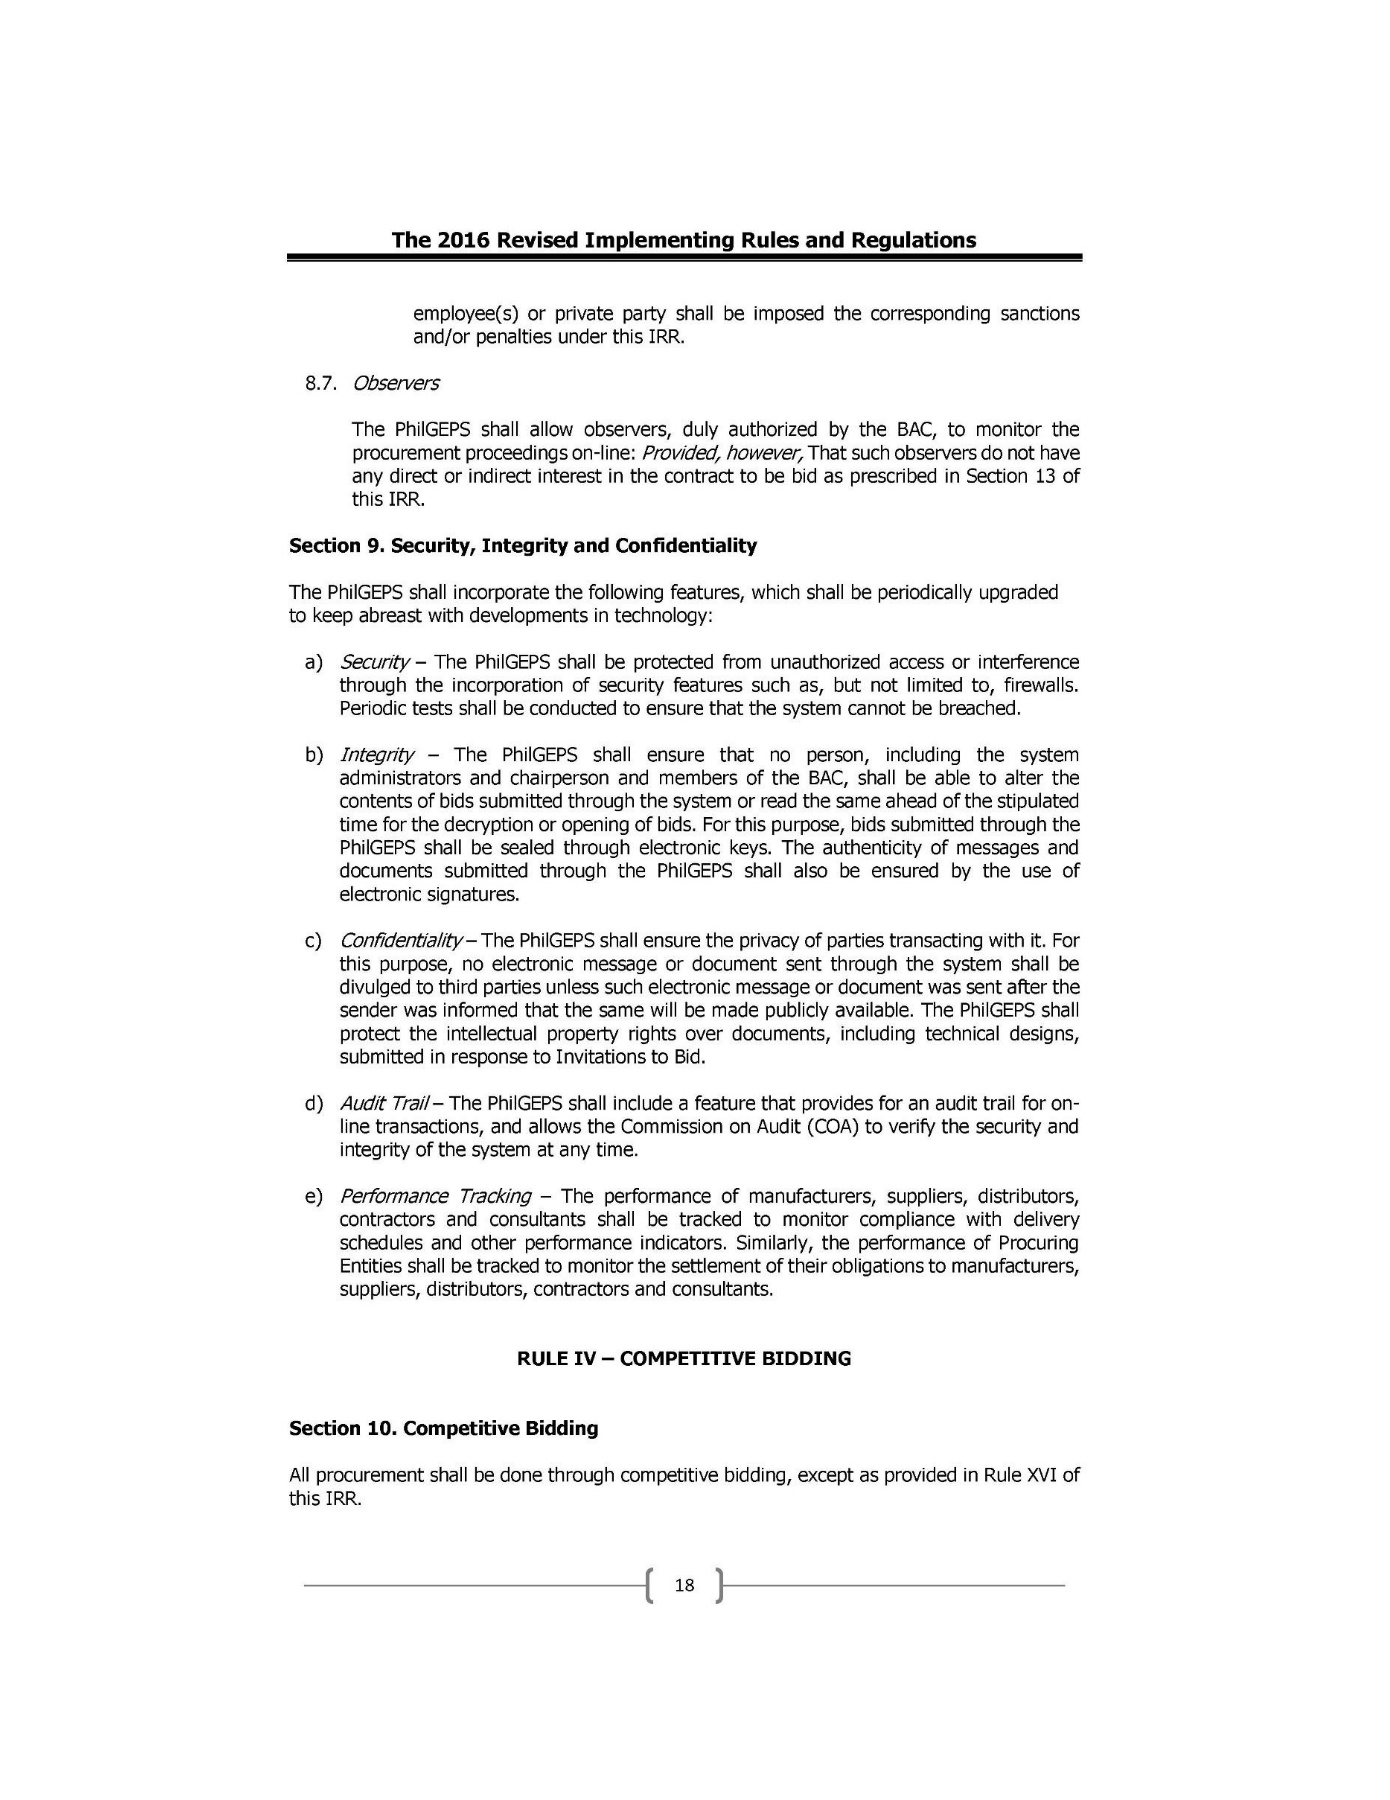 The 2016 Revised Implementing Rules and Regulations
employee(s) or private party shall be imposed the corresponding sanctions
and/or penalties under this IRR.
8.7. Observers
The PhilGEPS shall allow observers, duly authorized by the BAC, to monitor the
procurement proceedings on-line: Provided, however, That such observers do not have
any direct or indirect interest in the contract to be bid as prescribed in Section 13 of
this IRR.
Section 9. Security, Integrity and Confidentiality
The PhilGEPS shall incorporate the following features, which shall be periodically upgraded
to keep abreast with developments in technology:
a) Security – The PhilGEPS shall be protected from unauthorized access or interference
through the incorporation of security features such as, but not limited to, firewalls.
Periodic tests shall be conducted to ensure that the system cannot be breached.
b) Integrity – The PhilGEPS shall ensure that no person, including the system
administrators and chairperson and members of the BAC, shall be able to alter the
contents of bids submitted through the system or read the same ahead of the stipulated
time for the decryption or opening of bids. For this purpose, bids submitted through the
PhilGEPS shall be sealed through electronic keys. The authenticity of messages and
documents submitted through the PhilGEPS shall also be ensured by the use of
electronic signatures.
c) Confidentiality – The PhilGEPS shall ensure the privacy of parties transacting with it. For
this purpose, no electronic message or document sent through the system shall be
divulged to third parties unless such electronic message or document was sent after the
sender was informed that the same will be made publicly available. The PhilGEPS shall
protect the intellectual property rights over documents, including technical designs,
submitted in response to Invitations to Bid.
d) Audit Trail – The PhilGEPS shall include a feature that provides for an audit trail for on-
line transactions, and allows the Commission on Audit (COA) to verify the security and
integrity of the system at any time.
e) Performance Tracking – The performance of manufacturers, suppliers, distributors,
contractors and consultants shall be tracked to monitor compliance with delivery
schedules and other performance indicators. Similarly, the performance of Procuring
Entities shall be tracked to monitor the settlement of their obligations to manufacturers,
suppliers, distributors, contractors and consultants.
RULE IV – COMPETITIVE BIDDING
Section 10. Competitive Bidding
All procurement shall be done through competitive bidding, except as provided in Rule XVI of
this IRR.
18